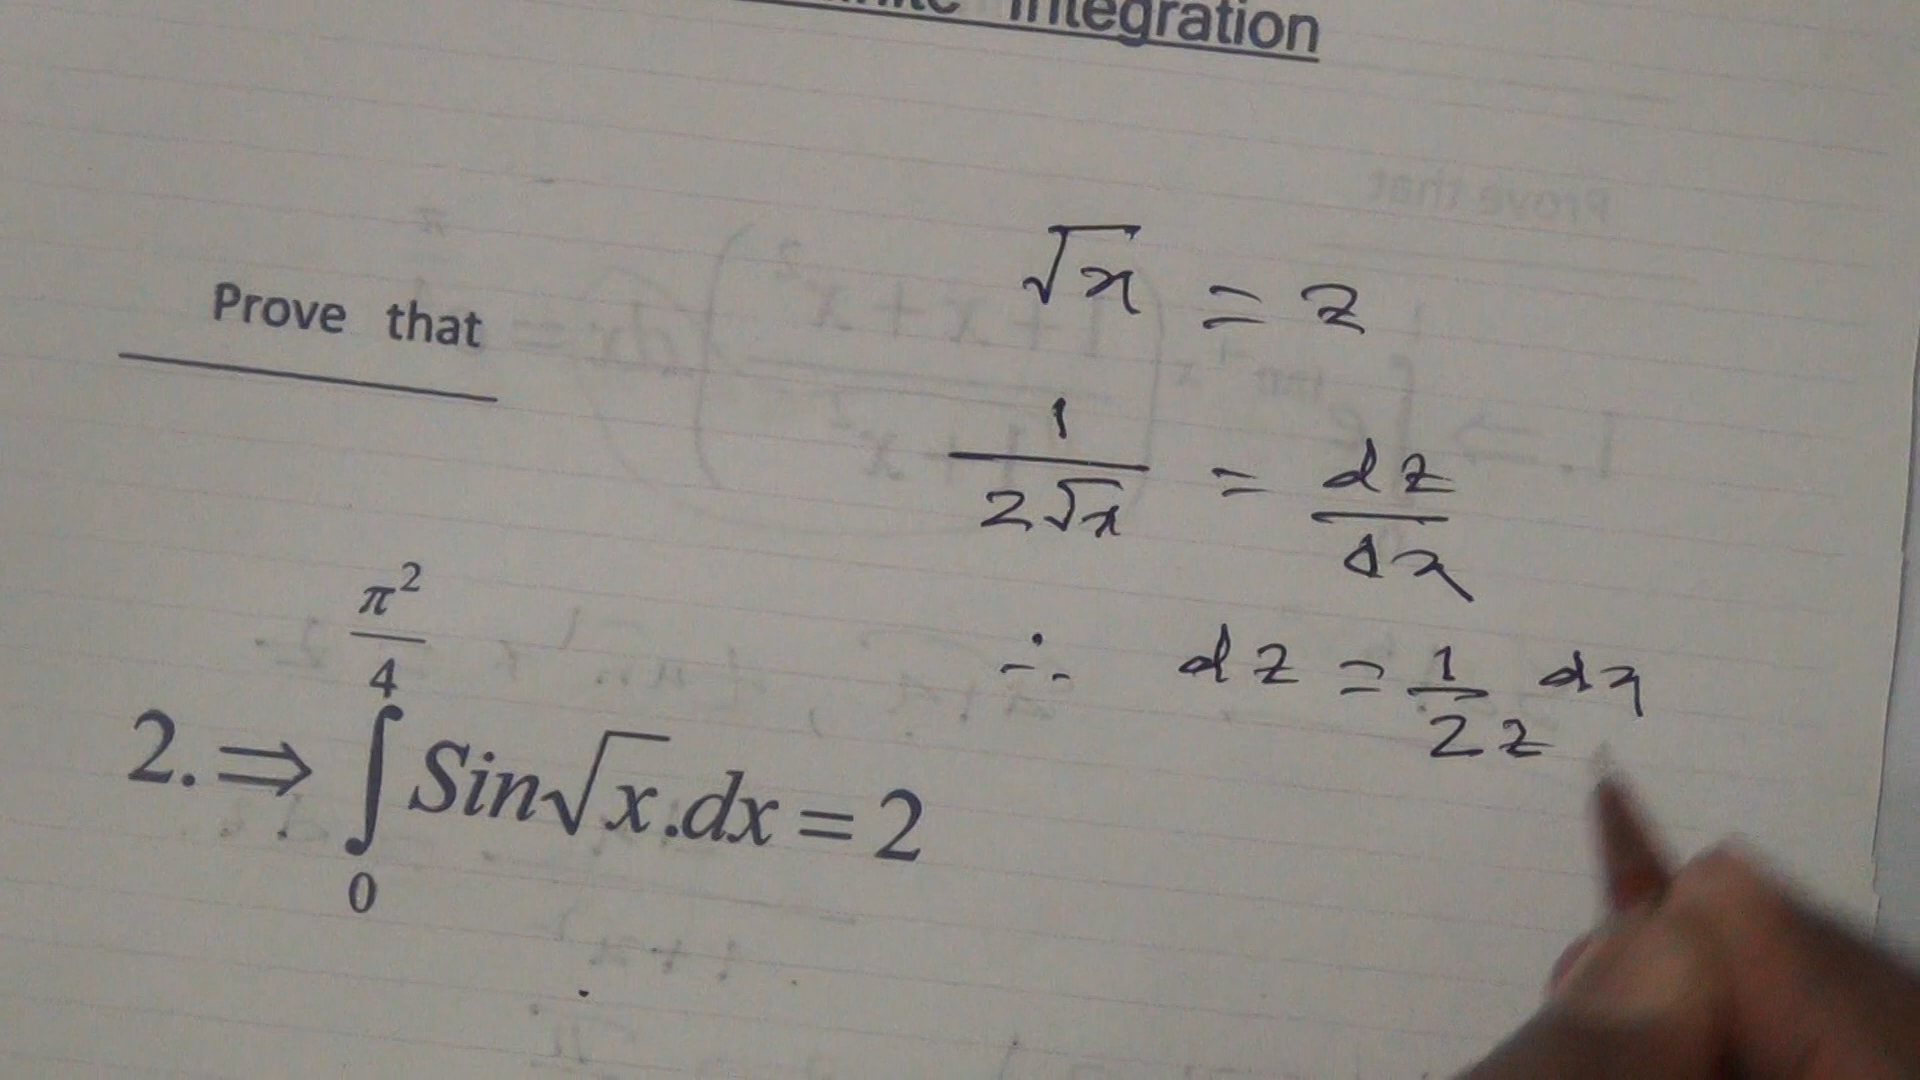 Integration
Prove that
√x = z
1/(2√x) = dz/dx
∴ dz = 1/(2z) dx
2. ⇒ ∫₀^(π²/4) Sin√x.dx = 2